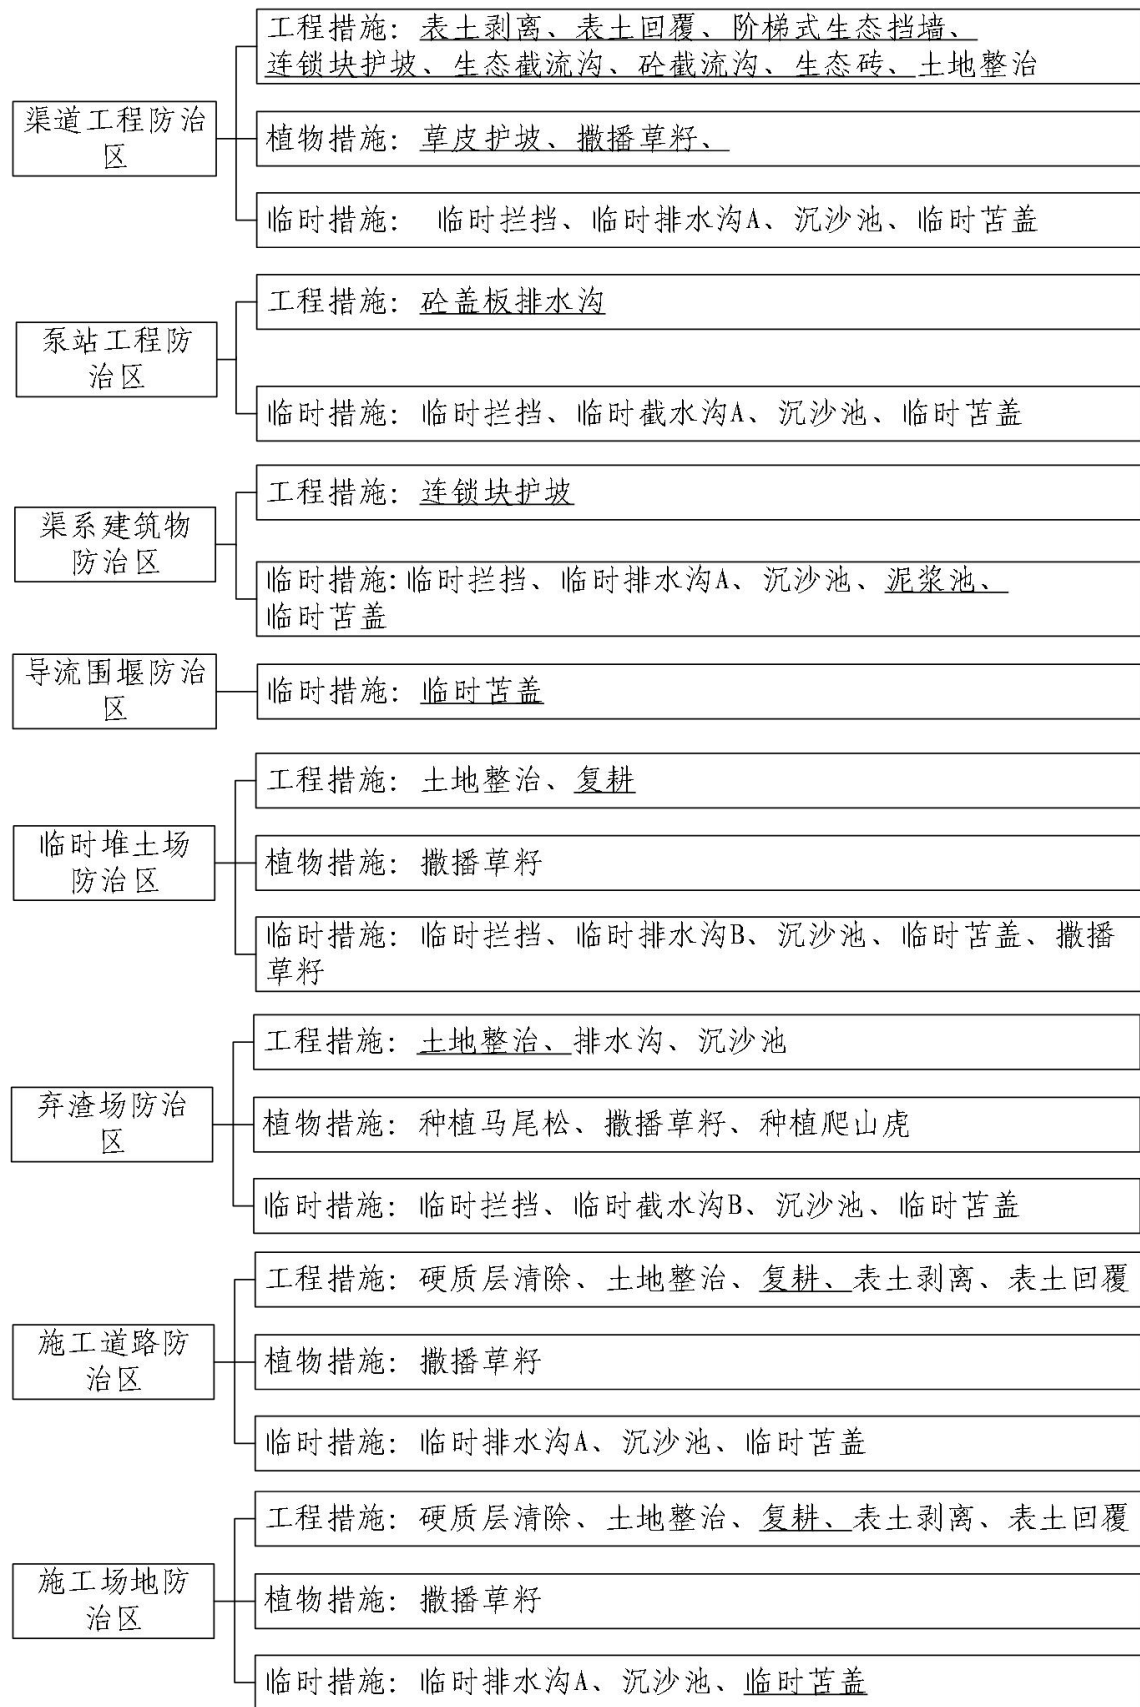 工程措施：表土剥离、表土回覆、阶梯式生态挡墙、
连锁块护坡、生态截流沟、砼截流沟、生态砖、土地整治
渠道工程防治
区
植物措施：草皮护坡、撒播草籽、
临时措施： 临时拦挡、临时排水沟A、沉沙池、临时苫盖
工程措施：砼盖板排水沟
泵站工程防
治区
临时措施：临时拦挡、临时截水沟A、沉沙池、临时苫盖
工程措施：连锁块护坡
渠系建筑物
防治区
临时措施：临时拦挡、临时排水沟A、沉沙池、泥浆池、
临时苫盖
导流围堰防治
区
临时措施：临时苫盖
工程措施：土地整治、复耕
临时堆土场
防治区
植物措施：撒播草籽
临时措施：临时拦挡、临时排水沟B、沉沙池、临时苫盖、撒播
草籽
工程措施：土地整治、排水沟、沉沙池
弃渣场防治
区
植物措施：种植马尾松、撒播草籽、种植爬山虎
临时措施：临时拦挡、临时截水沟B、沉沙池、临时苫盖
工程措施：硬质层清除、土地整治、复耕、表土剥离、表土回覆
施工道路防
治区
植物措施：撒播草籽
临时措施：临时排水沟A、沉沙池、临时苫盖
工程措施：硬质层清除、土地整治、复耕、表土剥离、表土回覆
施工场地防
治区
植物措施：撒播草籽
临时措施：临时排水沟A、沉沙池、临时苫盖